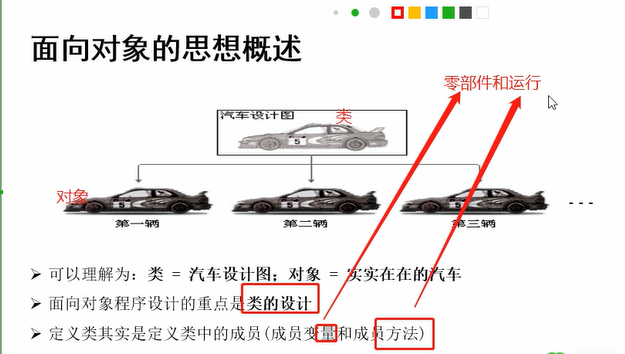 面向对象的思想概述
零部件和运行
汽车设计图
类
5
对象
5
5
5
第一辆
第二辆
第三辆
---
➢ 可以理解为：类 = 汽车设计图；对象 = 实实在在的汽车
➢ 面向对象程序设计的重点是类的设计
➢ 定义类其实是定义类中的成员(成员变量和成员方法)